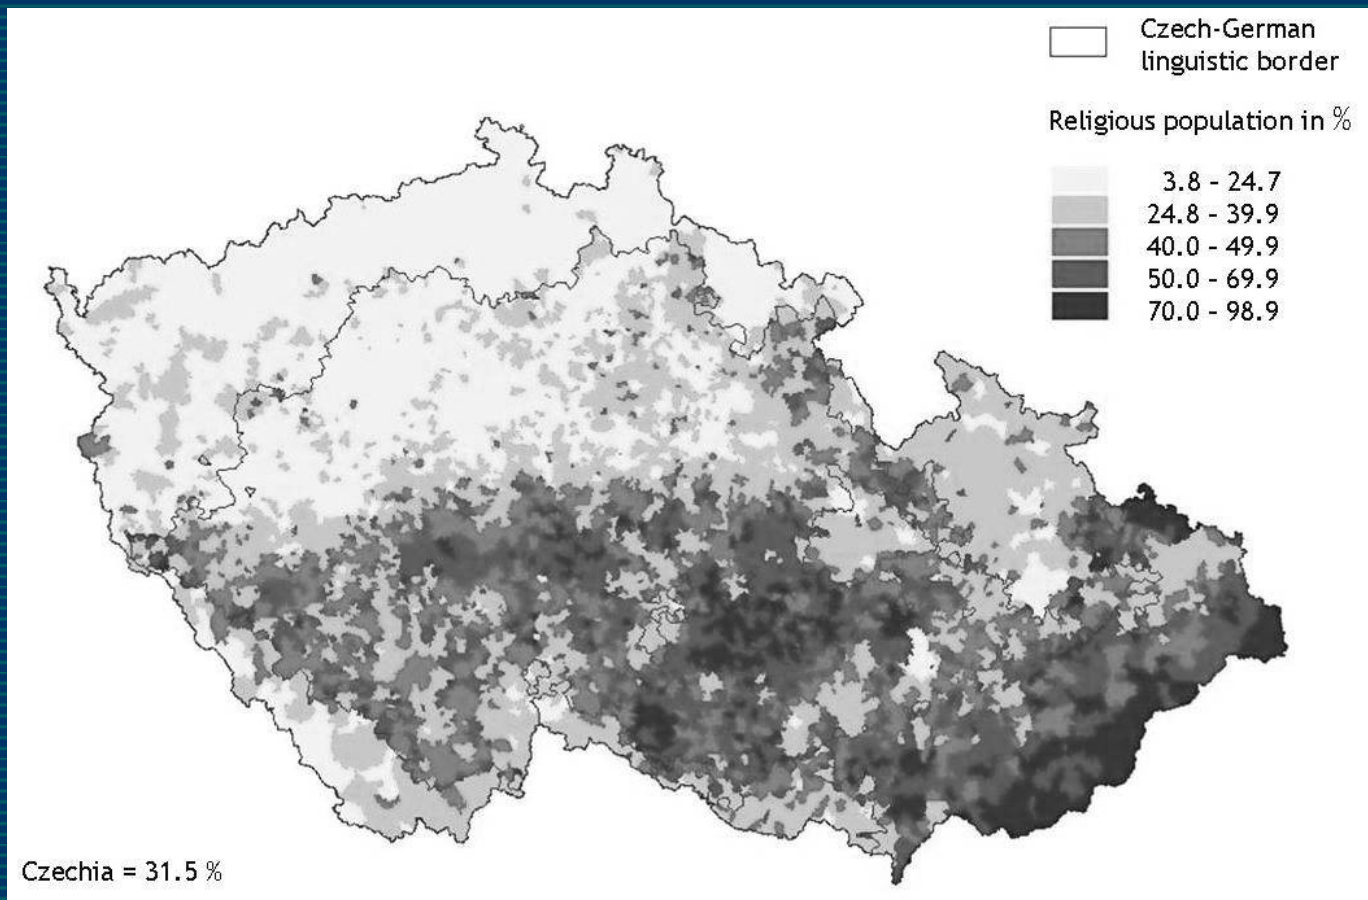 Czech-German
linguistic border
Religious population in %
3.8 - 24.7
24.8 - 39.9
40.0 - 49.9
50.0 - 69.9
70.0 - 98.9
Czechia = 31.5 %